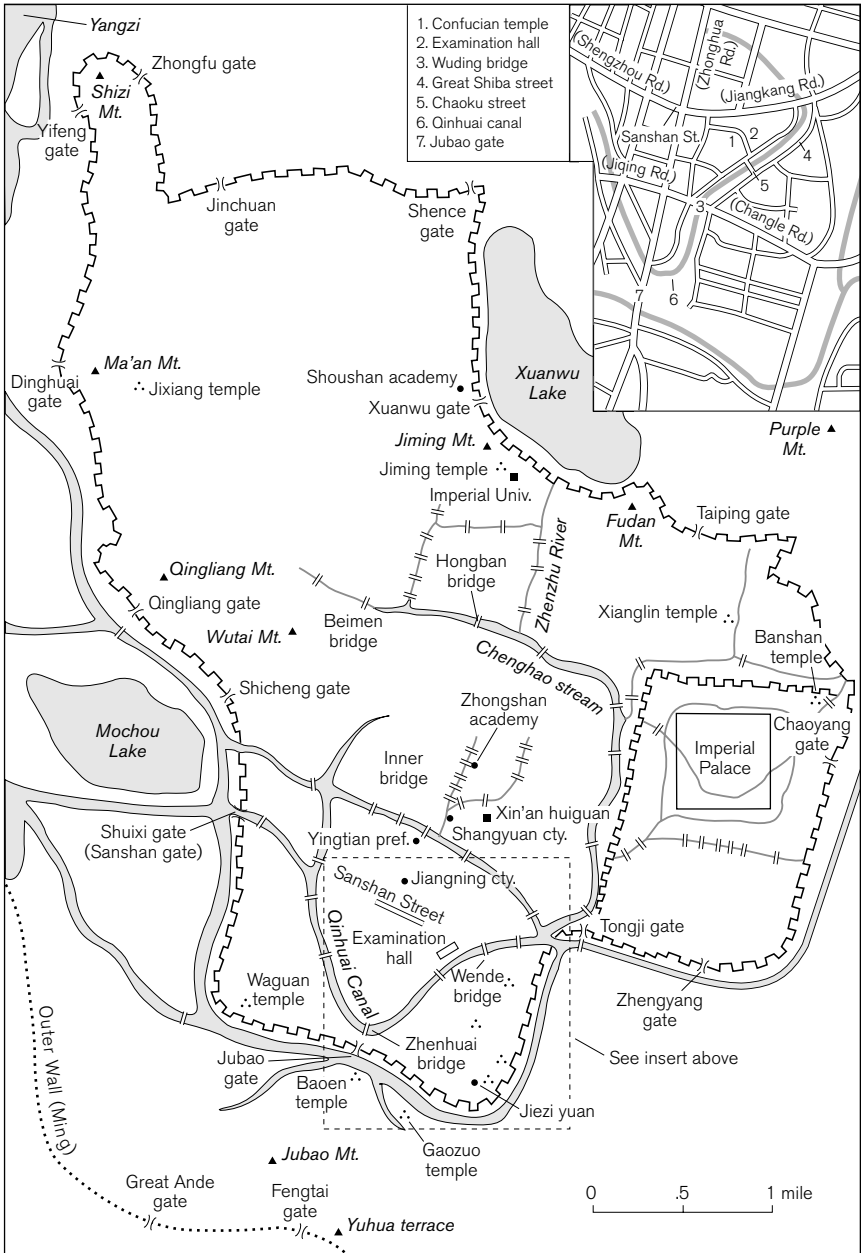 Yangzi
Zhongfu gate
Shizi
Mt.
Yifeng
gate
Jinchuan
gate
Shence
gate
1. Confucian temple
2. Examination hall
3. Wuding bridge
4. Great Shiba street
5. Chaoku street
6. Qinhuai canal
7. Jubao gate
(Shengzhou Rd.)
(Zhonghua
Rd.)
(Jiangkang Rd.)
Sanshan St.
1
2
4
(Jiqing Rd.)
5
3
(Changle Rd.)
7
6
Ma'an Mt.
Dinghuai
gate
Jixiang temple
Shoushan academy
Xuanwu gate
Xuanwu
Lake
Purple
Mt.
Jiming Mt.
Jiming temple
Imperial Univ.
Fudan
Mt.
Taiping gate
Qingliang Mt.
Qingliang gate
Hongban
bridge
Zhenzhu River
Beimen
bridge
Wutai Mt.
Xianglin temple
Banshan
temple
Chenghao stream
Shicheng gate
Zhongshan
academy
Mochou
Lake
Inner
bridge
Imperial
Palace
Chaoyang
gate
Xin'an huiguan
Shangyuan cty.
Shuixi gate
(Sanshan gate)
Yingtian pref.
Jiangning cty.
Sanshan Street
Qinhuai Canal
Examination
hall
Tongji gate
Wende
bridge
Waguan
temple
Zhengyang
gate
Zhenhuai
bridge
See insert above
Jubao
gate
Baoen
temple
Jiezi yuan
Gaozuo
temple
Outer Wall (Ming)
Jubao Mt.
Great Ande
gate
Fengtai
gate
Yuhua terrace
0 .5 1 mile